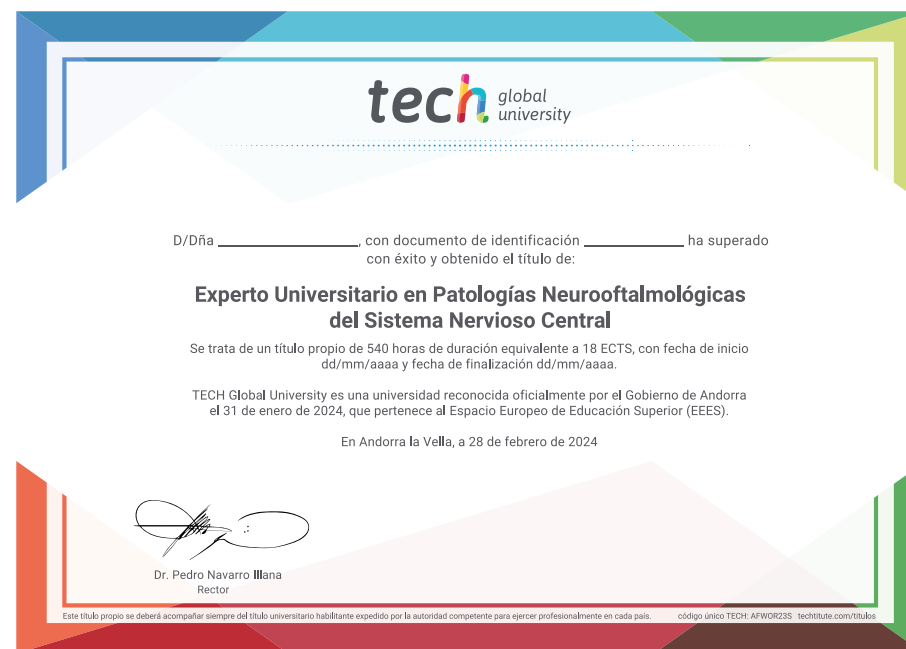 tech global university
D/Dña ____________________, con documento de identificación ______________ ha superado
con éxito y obtenido el título de:
Experto Universitario en Patologías Neurooftalmológicas
del Sistema Nervioso Central
Se trata de un título propio de 540 horas de duración equivalente a 18 ECTS, con fecha de inicio
dd/mm/aaaa y fecha de finalización dd/mm/aaaa.
TECH Global University es una universidad reconocida oficialmente por el Gobierno de Andorra
el 31 de enero de 2024, que pertenece al Espacio Europeo de Educación Superior (EEES).
En Andorra la Vella, a 28 de febrero de 2024
Dr. Pedro Navarro Illana
Rector
Este título propio se deberá acompañar siempre del título universitario habilitante expedido por la autoridad competente para ejercer profesionalmente en cada país. código único TECH: AFWOR23S techtitute.com/titulos